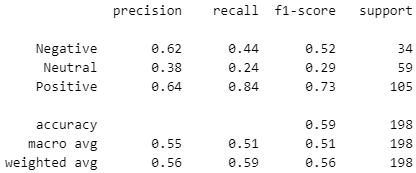 precision recall f1-score support
Negative 0.62 0.44 0.52 34
Neutral 0.38 0.24 0.29 59
Positive 0.64 0.84 0.73 105
accuracy 0.59 198
macro avg 0.55 0.51 0.51 198
weighted avg 0.56 0.59 0.56 198